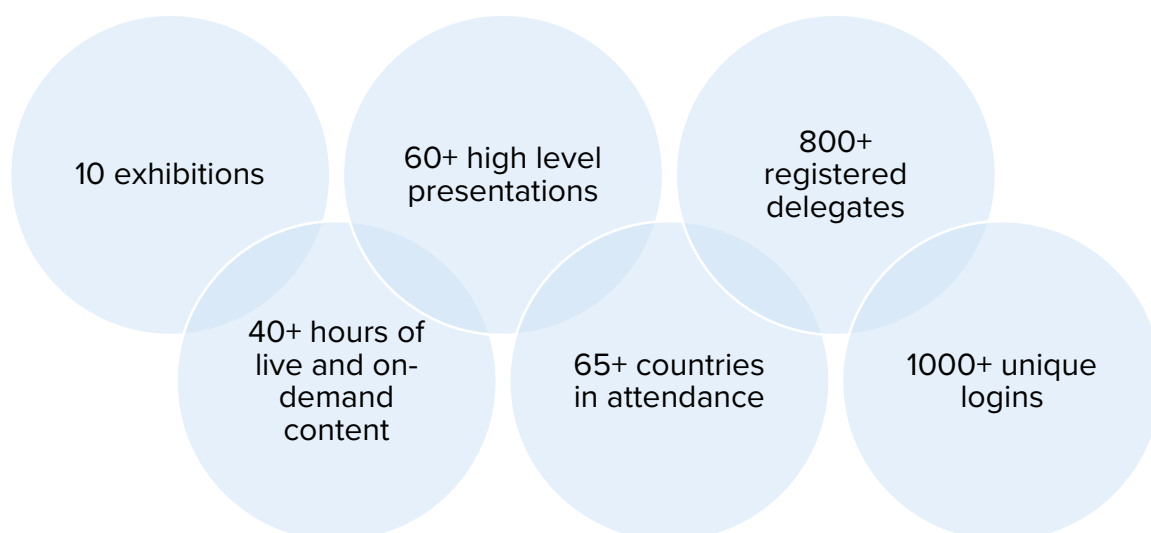 10 exhibitions
40+ hours of
live and on-
demand
content
60+ high level
presentations
65+ countries
in attendance
800+
registered
delegates
1000+ unique
logins